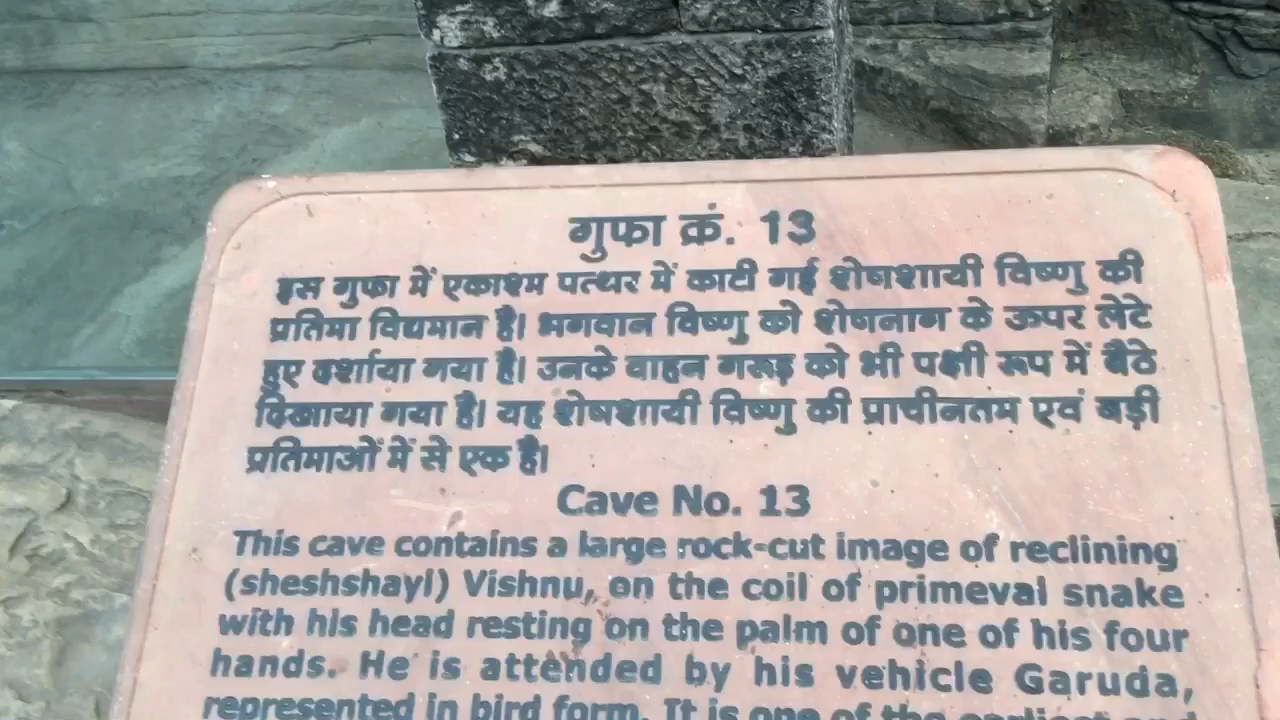 गुफा क्रं. 13
इस गुफा में एकाश्म पत्थर में काटी गई शेषशायी विष्णु की
प्रतिमा विद्यमान है। भगवान विष्णु को शेषनाग के ऊपर लेटे
हुए दर्शाया गया है। उनके वाहन गरूड़ को भी पक्षी रूप में बैठे
दिखाया गया है। यह शेषशायी विष्णु की प्राचीनतम एवं बड़ी
प्रतिमाओं में से एक है।
Cave No. 13
This cave contains a large rock-cut image of reclining
(sheshshayi) Vishnu, on the coil of primeval snake
with his head resting on the palm of one of his four
hands. He is attended by his vehicle Garuda,
represented in bird form. It is one of the earliest